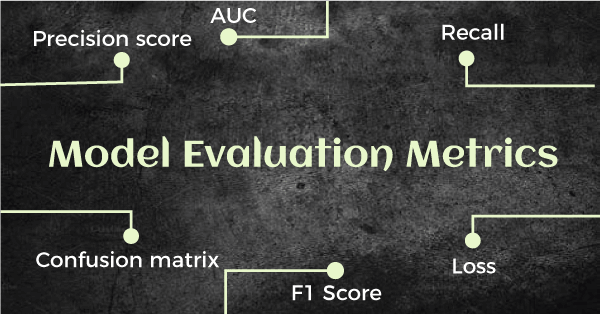 AUC
Precision score
Recall
Model Evaluation Metrics
Confusion matrix
Loss
F1 Score